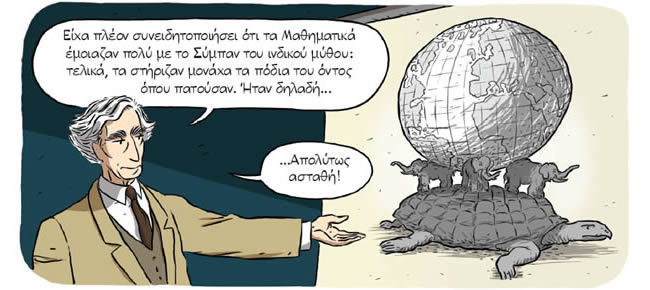 Είχα πλέον συνειδητοποιήσει ότι τα Μαθηματικά
έμοιαζαν πολύ με το Σύμπαν του ινδικού μύθου:
τελικά, τα στήριζαν μονάχα τα πόδια του όντος
όπου πατούσαν. Ήταν δηλαδή...
...Απολύτως
ασταθή!